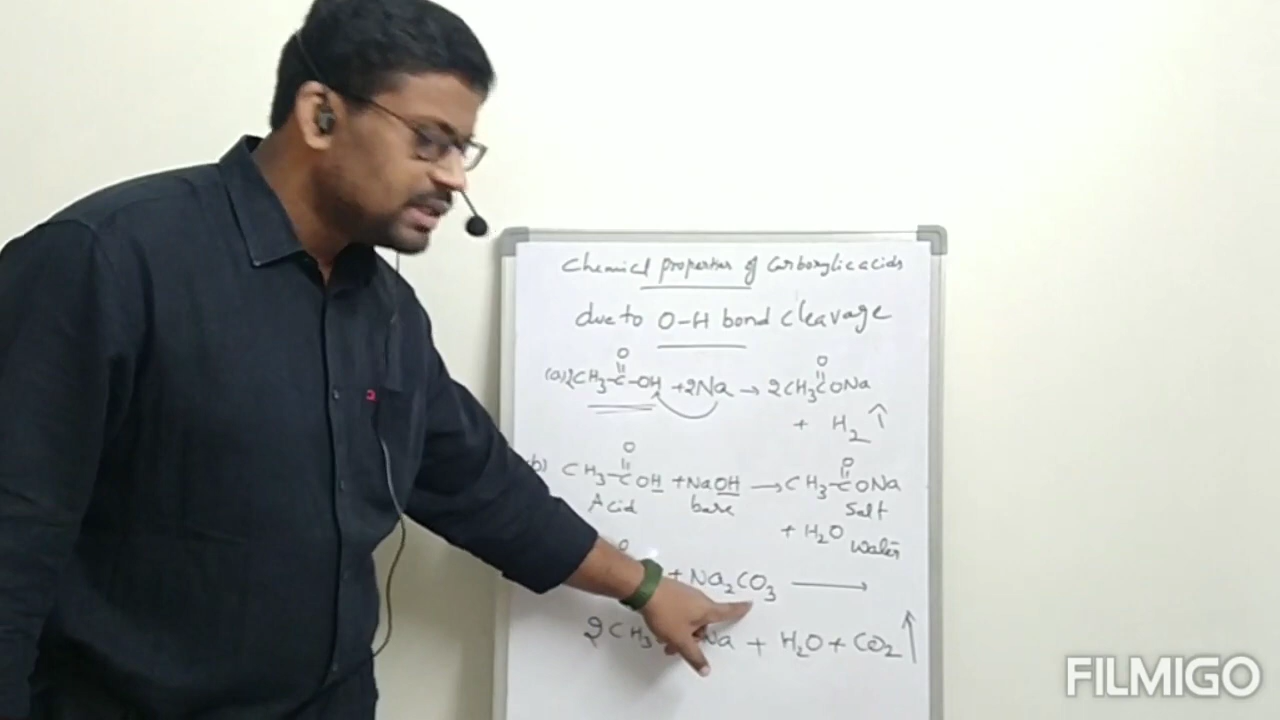 Chemical properties of Carboxylic acids
due to O-H bond cleavage
O O
(a) 2CH3-C-OH + 2Na → 2CH3CONa
+ H2 ↑
O O
(b) CH3-COH + NaOH → CH3-CONa
Acid base Salt
+ H2O Water
O
+ Na2CO3 →
2CH3 Na + H2O + CO2 ↑
FILMIGO